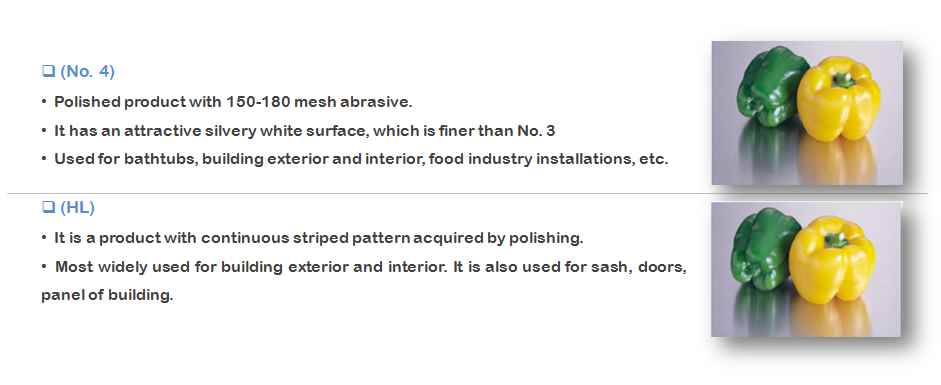 ❑ (No. 4)
• Polished product with 150-180 mesh abrasive.
• It has an attractive silvery white surface, which is finer than No. 3
• Used for bathtubs, building exterior and interior, food industry installations, etc.
❑ (HL)
• It is a product with continuous striped pattern acquired by polishing.
• Most widely used for building exterior and interior. It is also used for sash, doors,
panel of building.